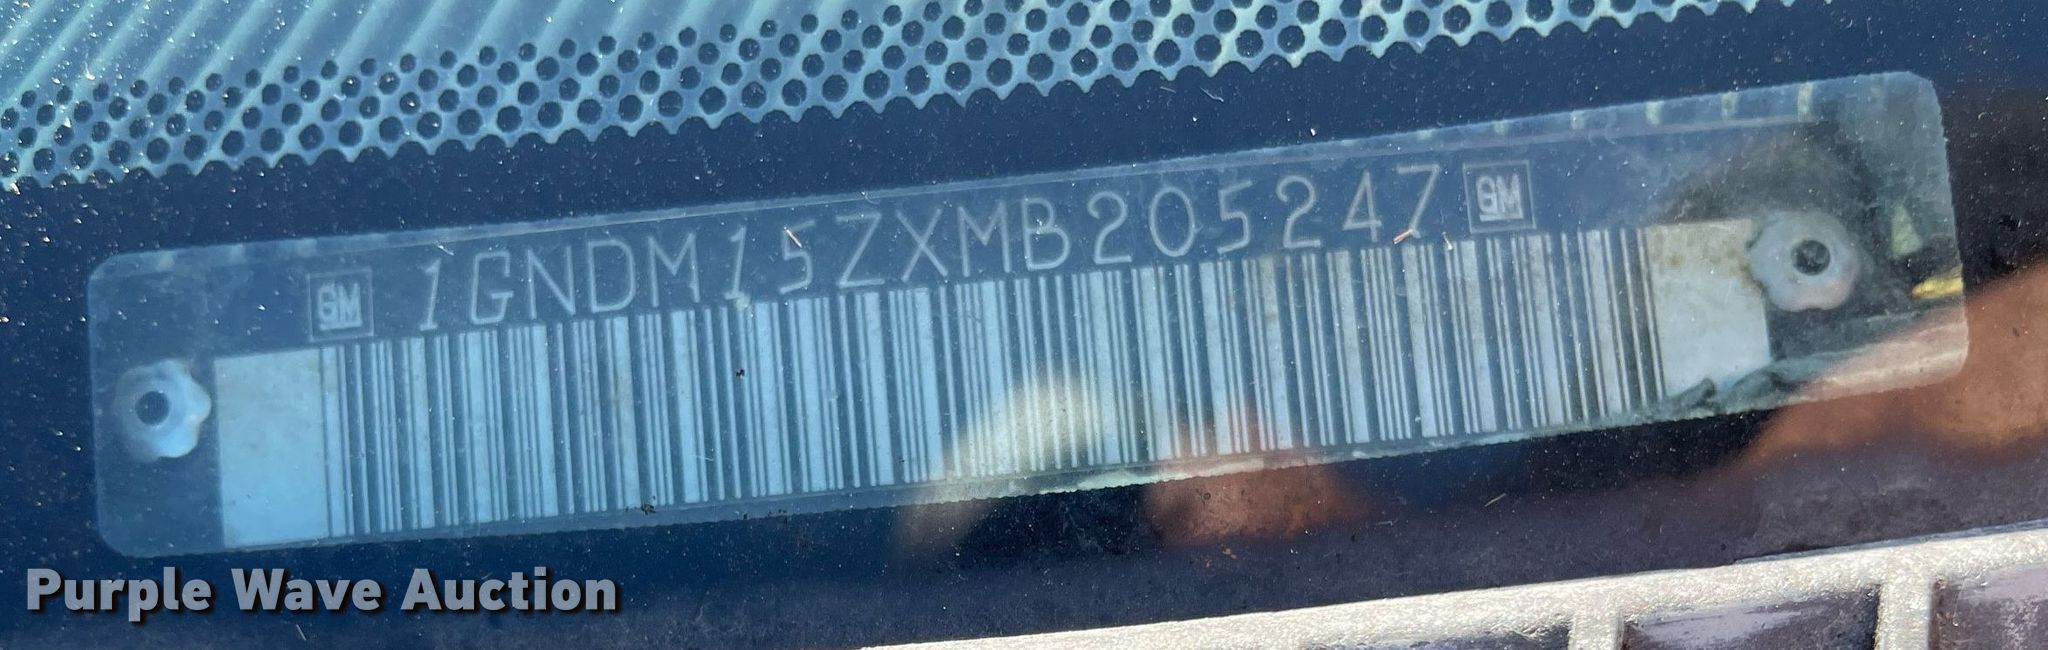 GM 1GNDM15ZXMB205247 GM
Purple Wave Auction